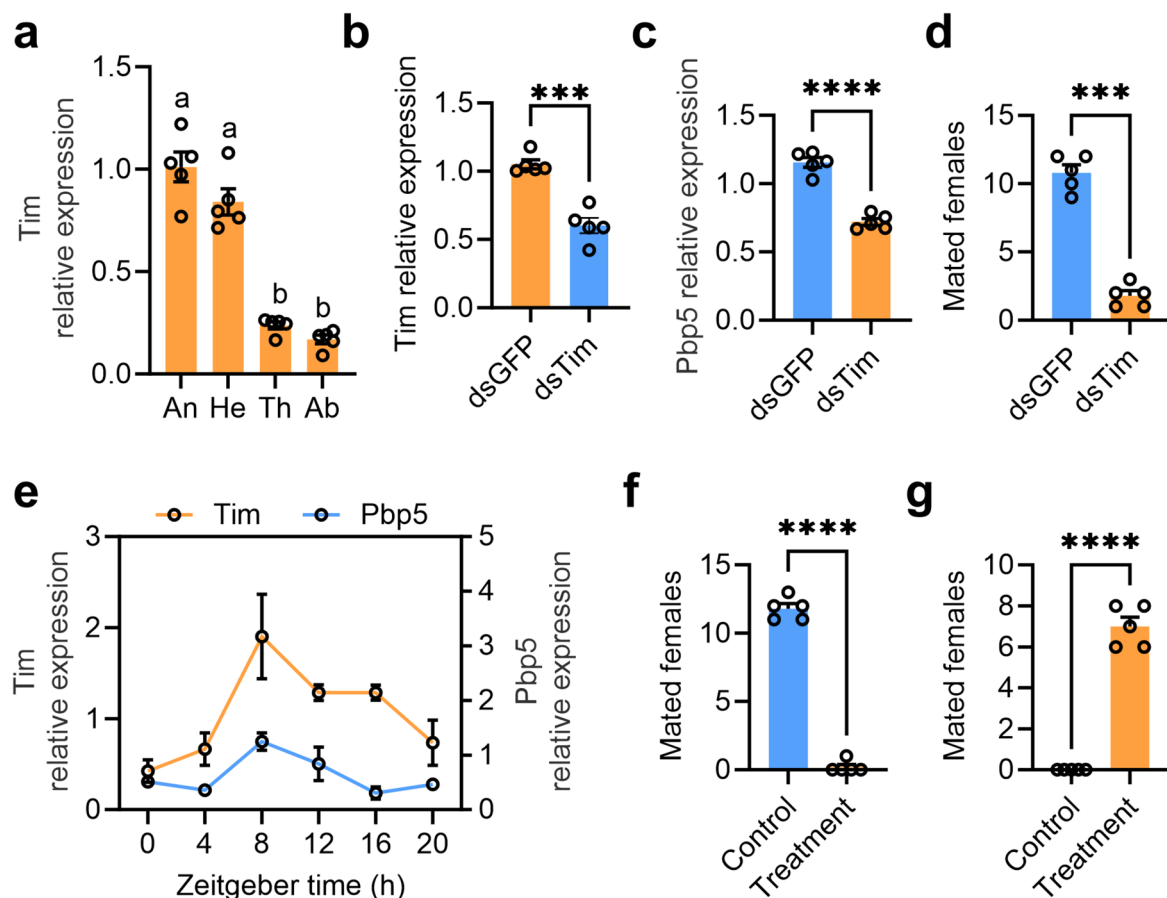 a
Tim
relative expression
1.5
1.0
0.5
0.0
a
a
b
b
An
He
Th
Ab
b
Tim relative expression
1.5
1.0
0.5
0.0
***
dsGFP
dsTim
c
Pbp5 relative expression
1.5
1.0
0.5
0.0
****
dsGFP
dsTim
d
Mated females
15
10
5
0
***
dsGFP
dsTim
e
Tim
Pbp5
Tim
relative expression
3
2
1
0
5
4
3
2
1
0
Pbp5
relative expression
0
4
8
12
16
20
Zeitgeber time (h)
f
Mated females
15
10
5
0
****
Control
Treatment
g
Mated females
10
8
6
4
2
0
****
Control
Treatment